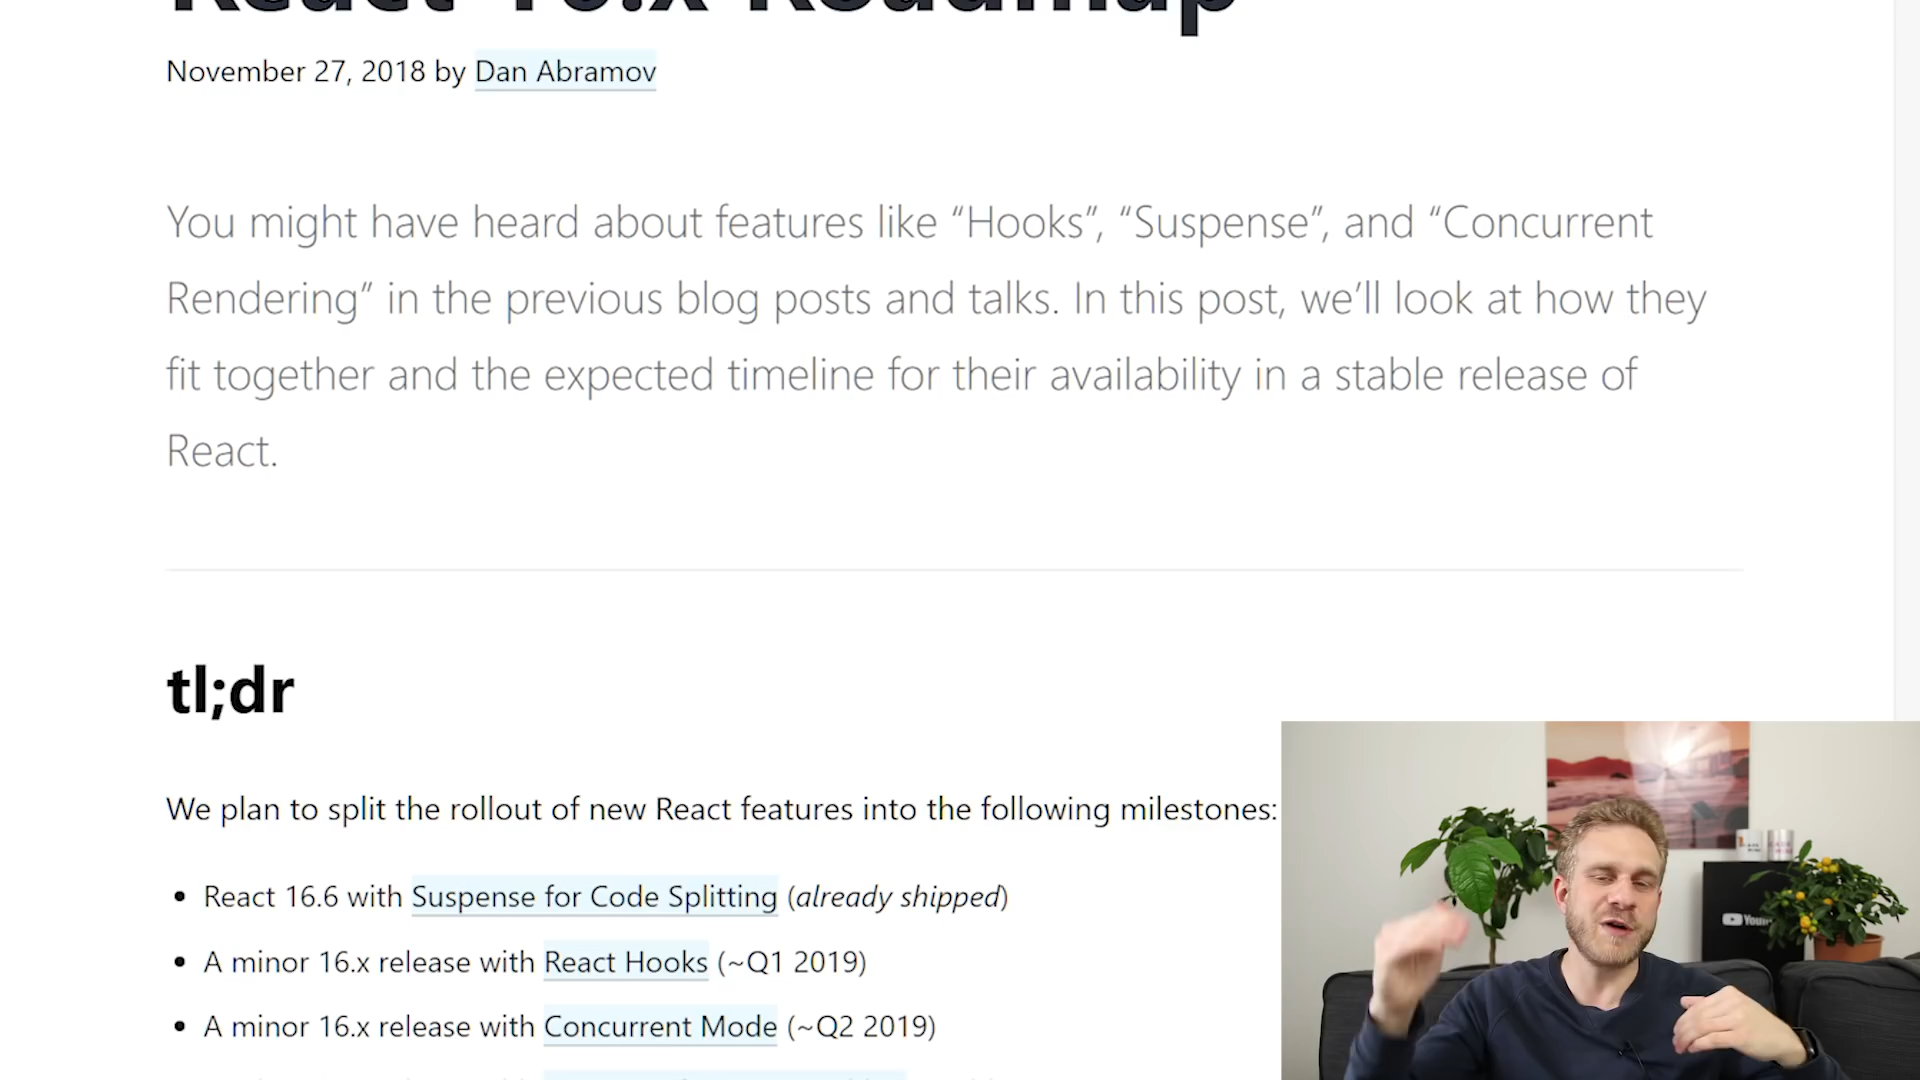 React 16.x Roadmap
November 27, 2018 by Dan Abramov
You might have heard about features like “Hooks”, “Suspense”, and “Concurrent
Rendering” in the previous blog posts and talks. In this post, we’ll look at how they
fit together and the expected timeline for their availability in a stable release of
React.
tl;dr
We plan to split the rollout of new React features into the following milestones:
React 16.6 with Suspense for Code Splitting (already shipped)
A minor 16.x release with React Hooks (~Q1 2019)
A minor 16.x release with Concurrent Mode (~Q2 2019)